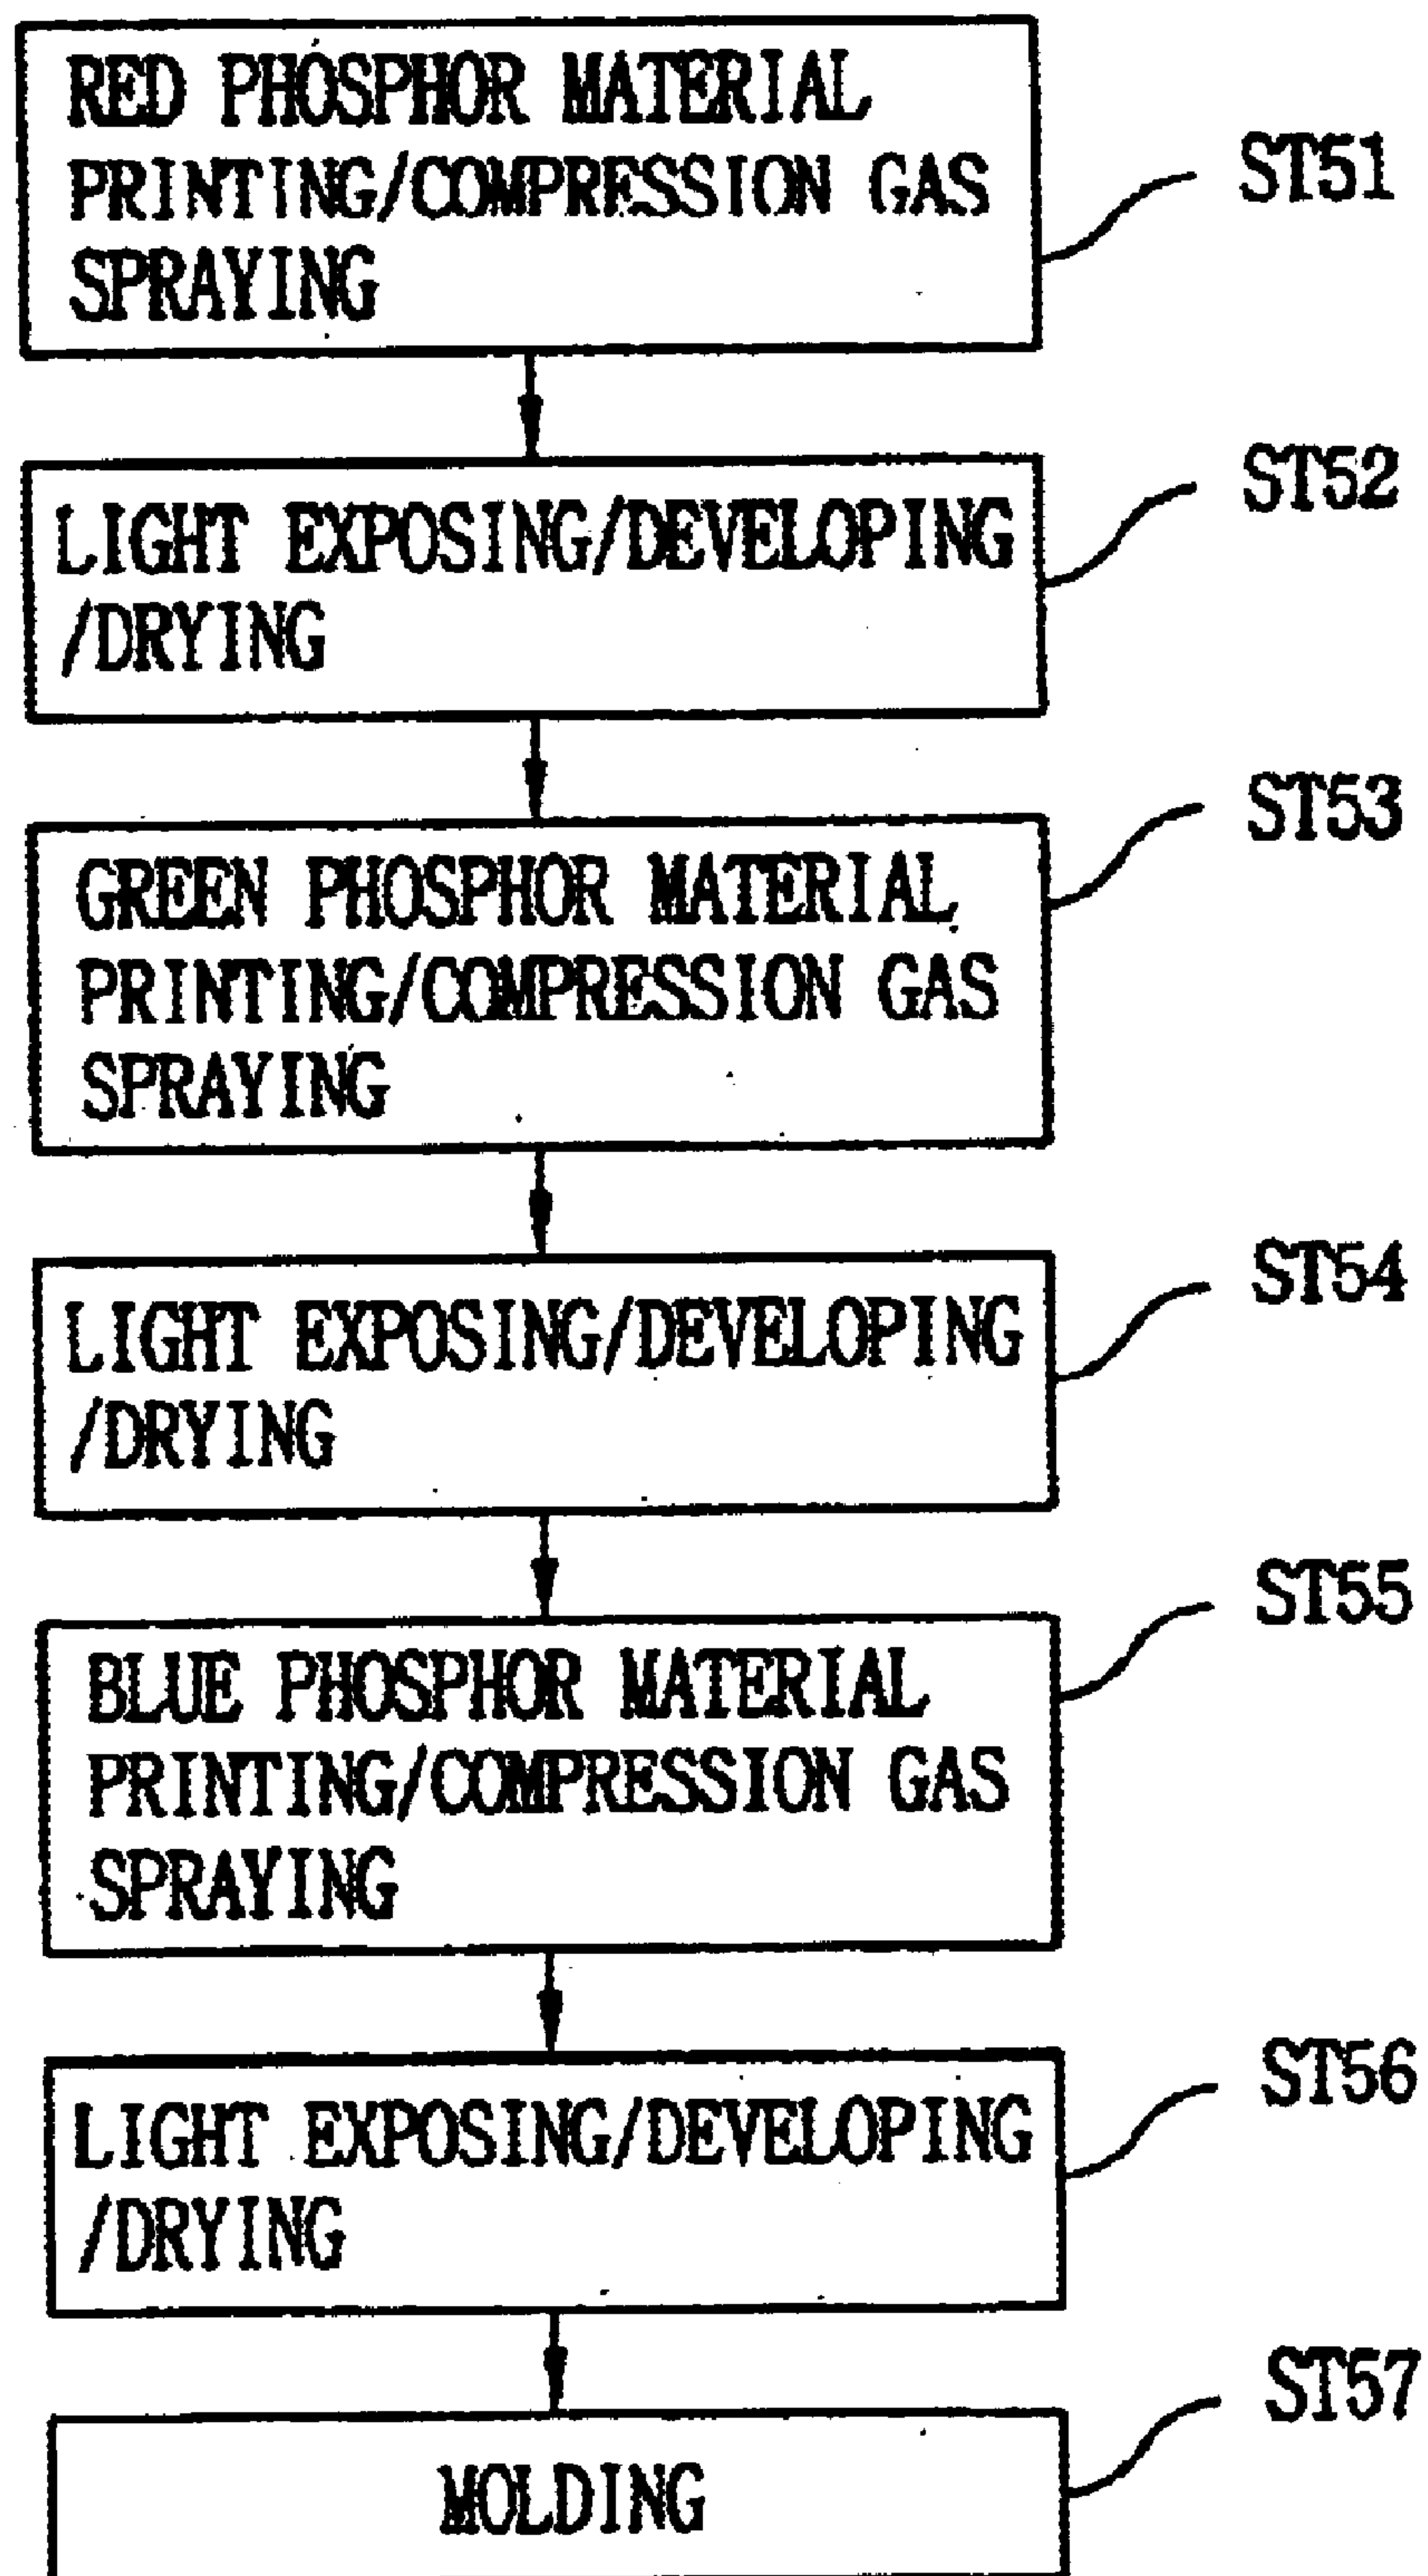 RED PHOSPHOR MATERIAL
PRINTING/COMPRESSION GAS
SPRAYING
ST51
LIGHT EXPOSING/DEVELOPING
/DRYING
ST52
GREEN PHOSPHOR MATERIAL
PRINTING/COMPRESSION GAS
SPRAYING
ST53
LIGHT EXPOSING/DEVELOPING
/DRYING
ST54
BLUE PHOSPHOR MATERIAL
PRINTING/COMPRESSION GAS
SPRAYING
ST55
LIGHT EXPOSING/DEVELOPING
/DRYING
ST56
MOLDING
ST57